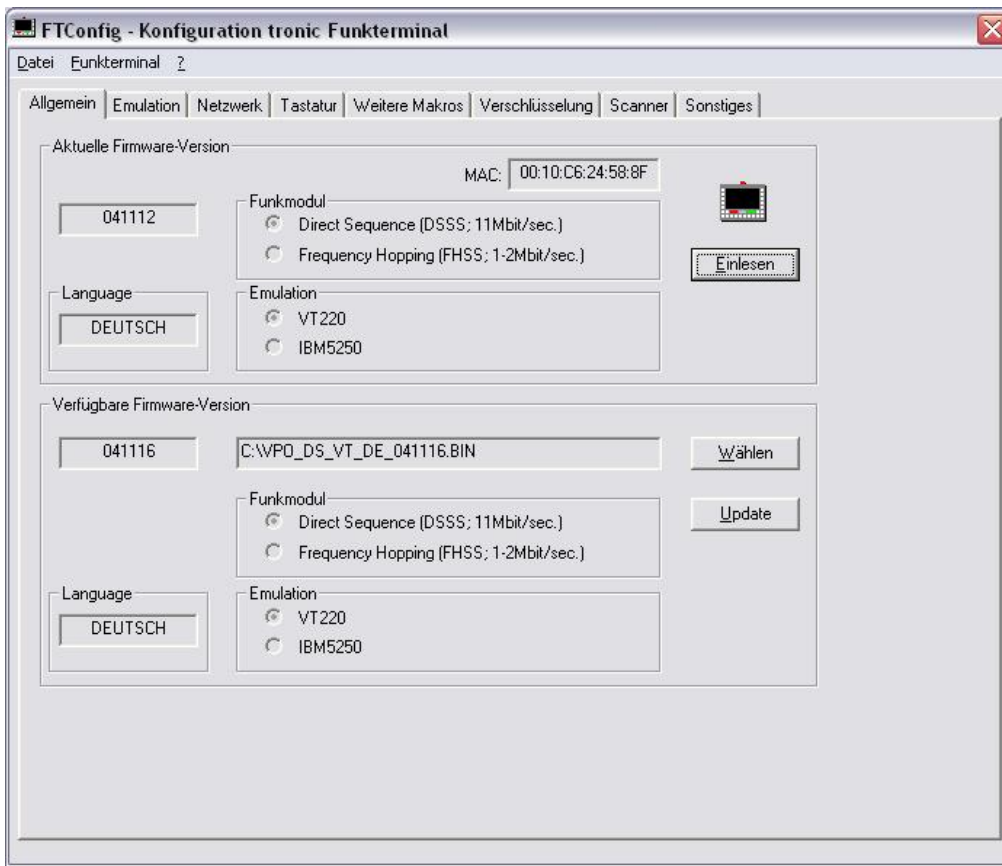 FTConfig - Konfiguration tronic Funkterminal
Datei Funkterminal ?
Allgemein Emulation Netzwerk Tastatur Weitere Makros Verschlüsselung Scanner Sonstiges
Aktuelle Firmware-Version
MAC: 00:10:C6:24:58:8F
041112
Funkmodul
Direct Sequence (DSSS; 11Mbit/sec.)
Frequency Hopping (FHSS; 1-2Mbit/sec.)
Einlesen
Language
DEUTSCH
Emulation
VT220
IBM5250
Verfügbare Firmware-Version
041116
C:\VPO_DS_VT_DE_041116.BIN
Wählen
Funkmodul
Direct Sequence (DSSS; 11Mbit/sec.)
Frequency Hopping (FHSS; 1-2Mbit/sec.)
Update
Language
DEUTSCH
Emulation
VT220
IBM5250